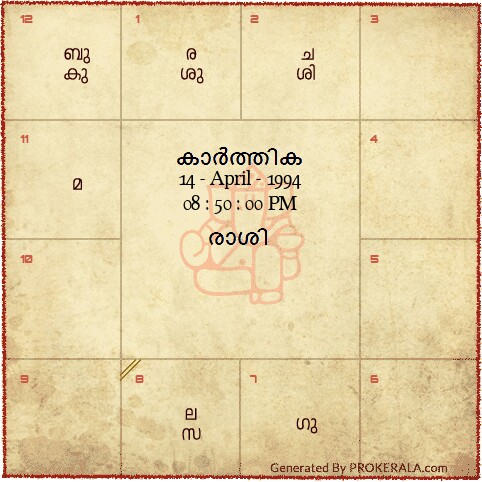 12
1
2
3
ബു
കു
ര
ശു
ച
ശി
11
4
മ
കാർത്തിക
14 - April - 1994
08 : 50 : 00 PM
രാശി
10
5
9
8
7
6
ല
സ
ഗു
Generated By PROKERALA.com